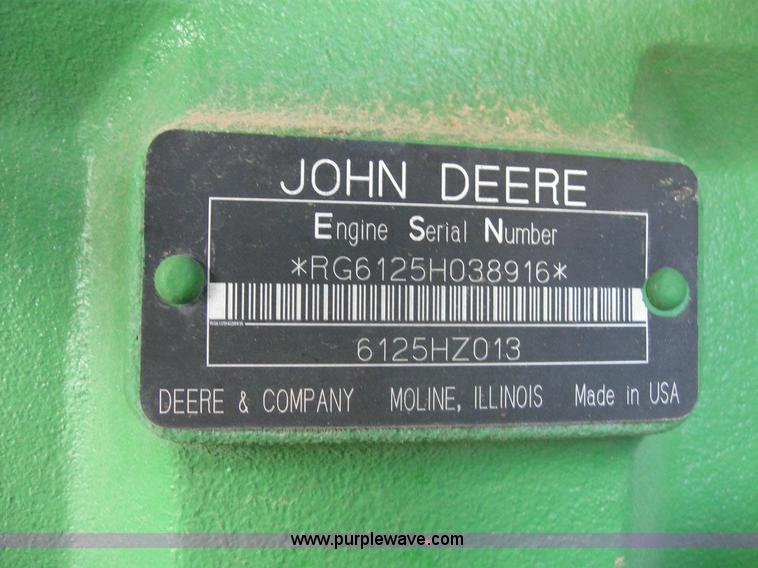 JOHN DEERE
Engine Serial Number
*RG6125H038916*
6125HZ013
DEERE & COMPANY MOLINE, ILLINOIS Made in USA
www.purplewave.com